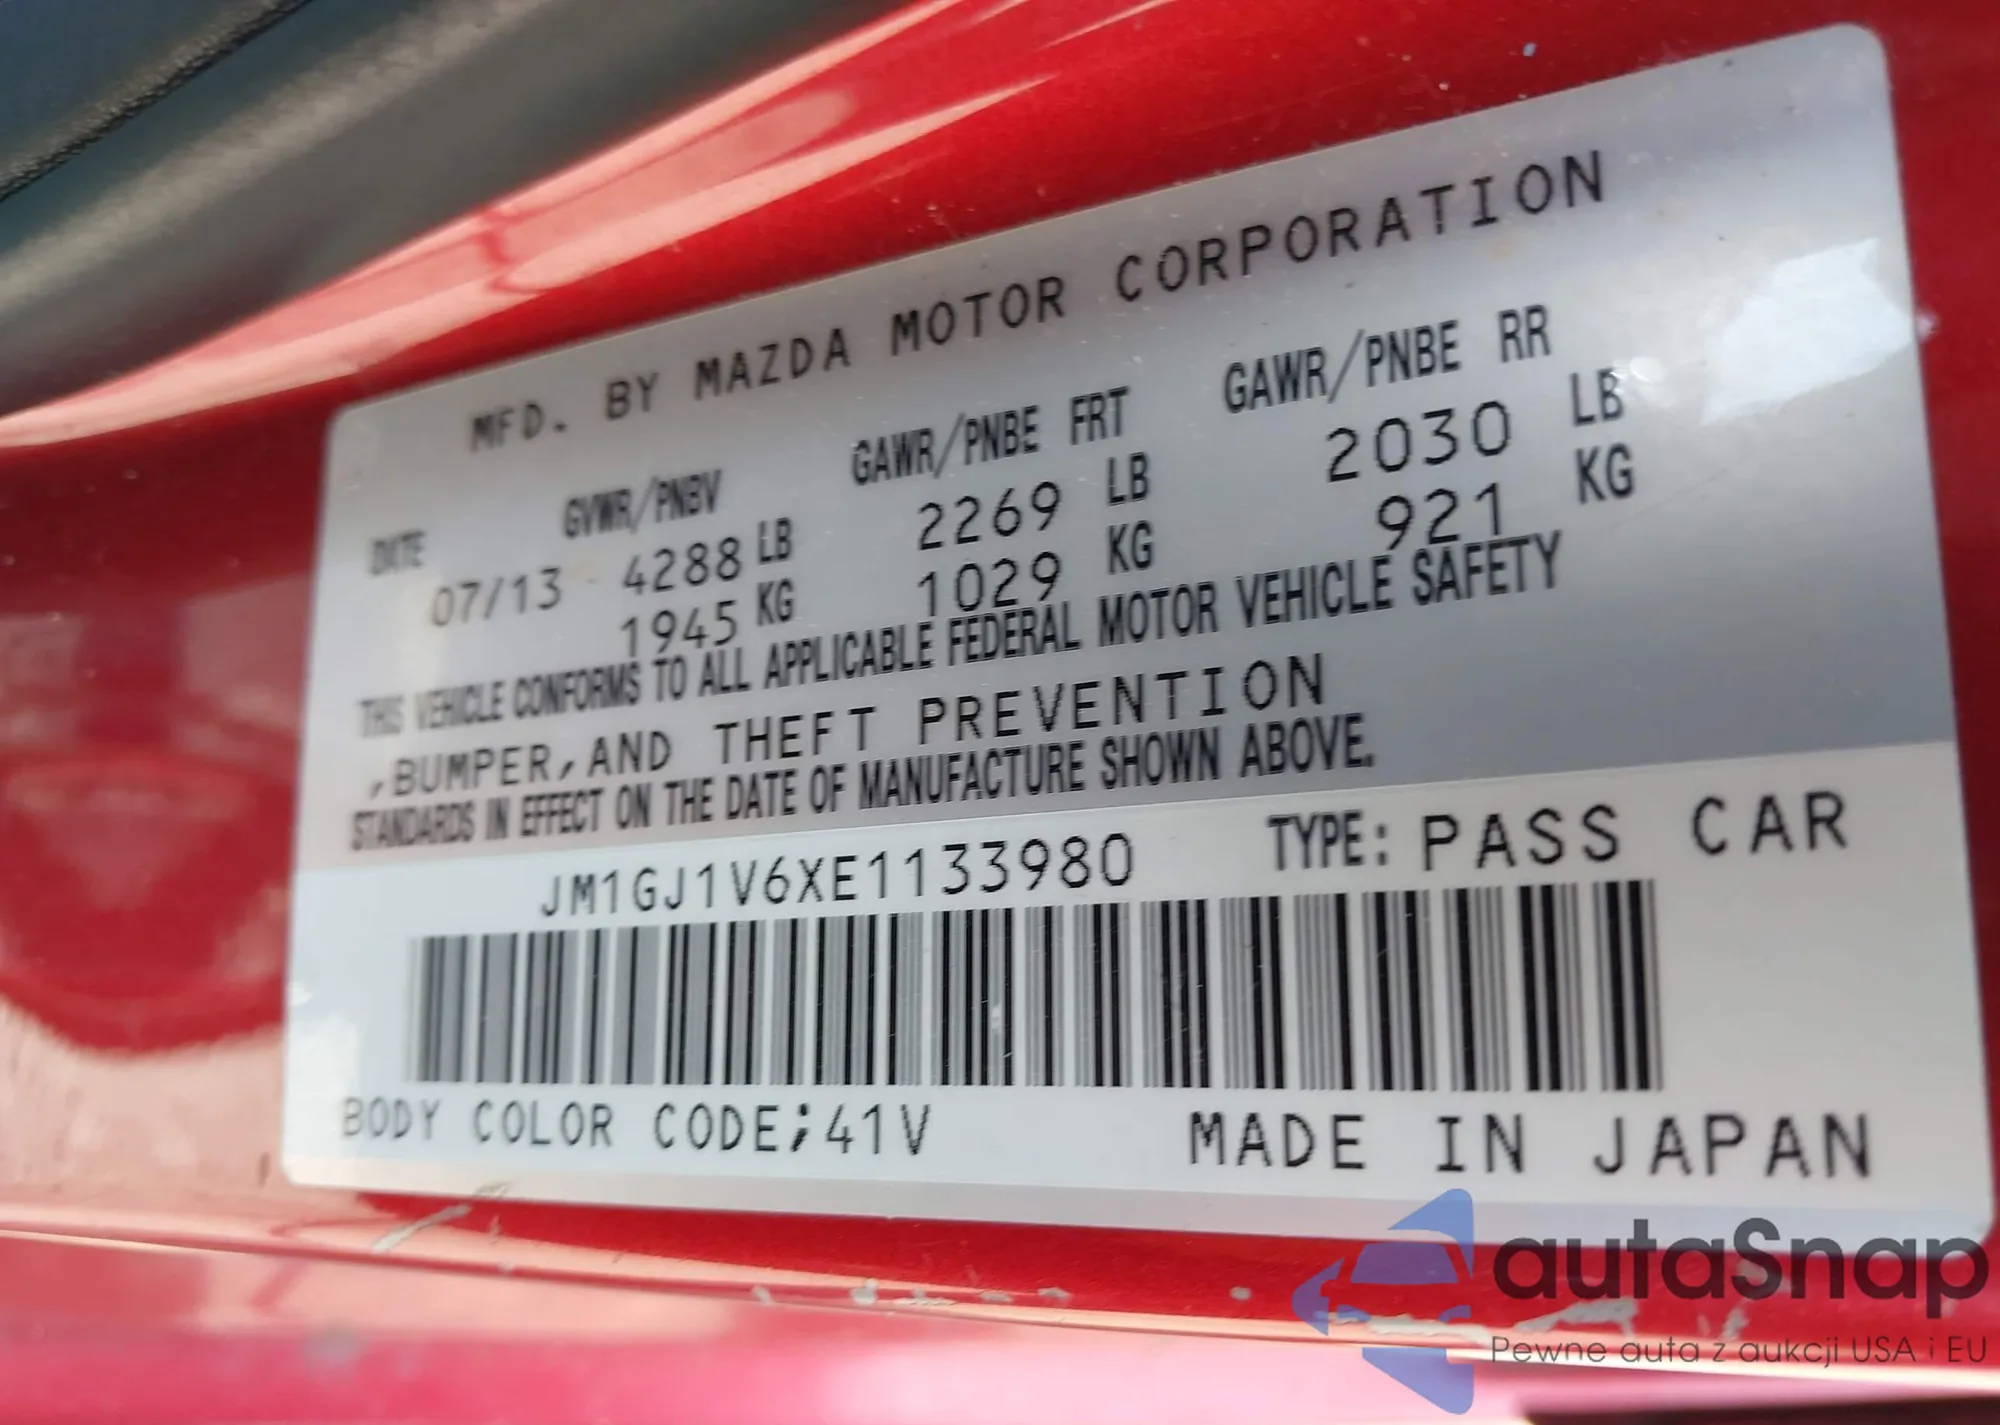 MFD. BY MAZDA MOTOR CORPORATION
DATE GVWR/PNBV GAWR/PNBE FRT GAWR/PNBE RR
07/13 4288 LB 2269 LB 2030 LB
1945 KG 1029 KG 921 KG
THIS VEHICLE CONFORMS TO ALL APPLICABLE FEDERAL MOTOR VEHICLE SAFETY
,BUMPER,AND THEFT PREVENTION
STANDARDS IN EFFECT ON THE DATE OF MANUFACTURE SHOWN ABOVE.
JM1GJ1V6XE1133980 TYPE: PASS CAR
BODY COLOR CODE;41V MADE IN JAPAN
autaSnap
Pewne auta z aukcji USA i EU